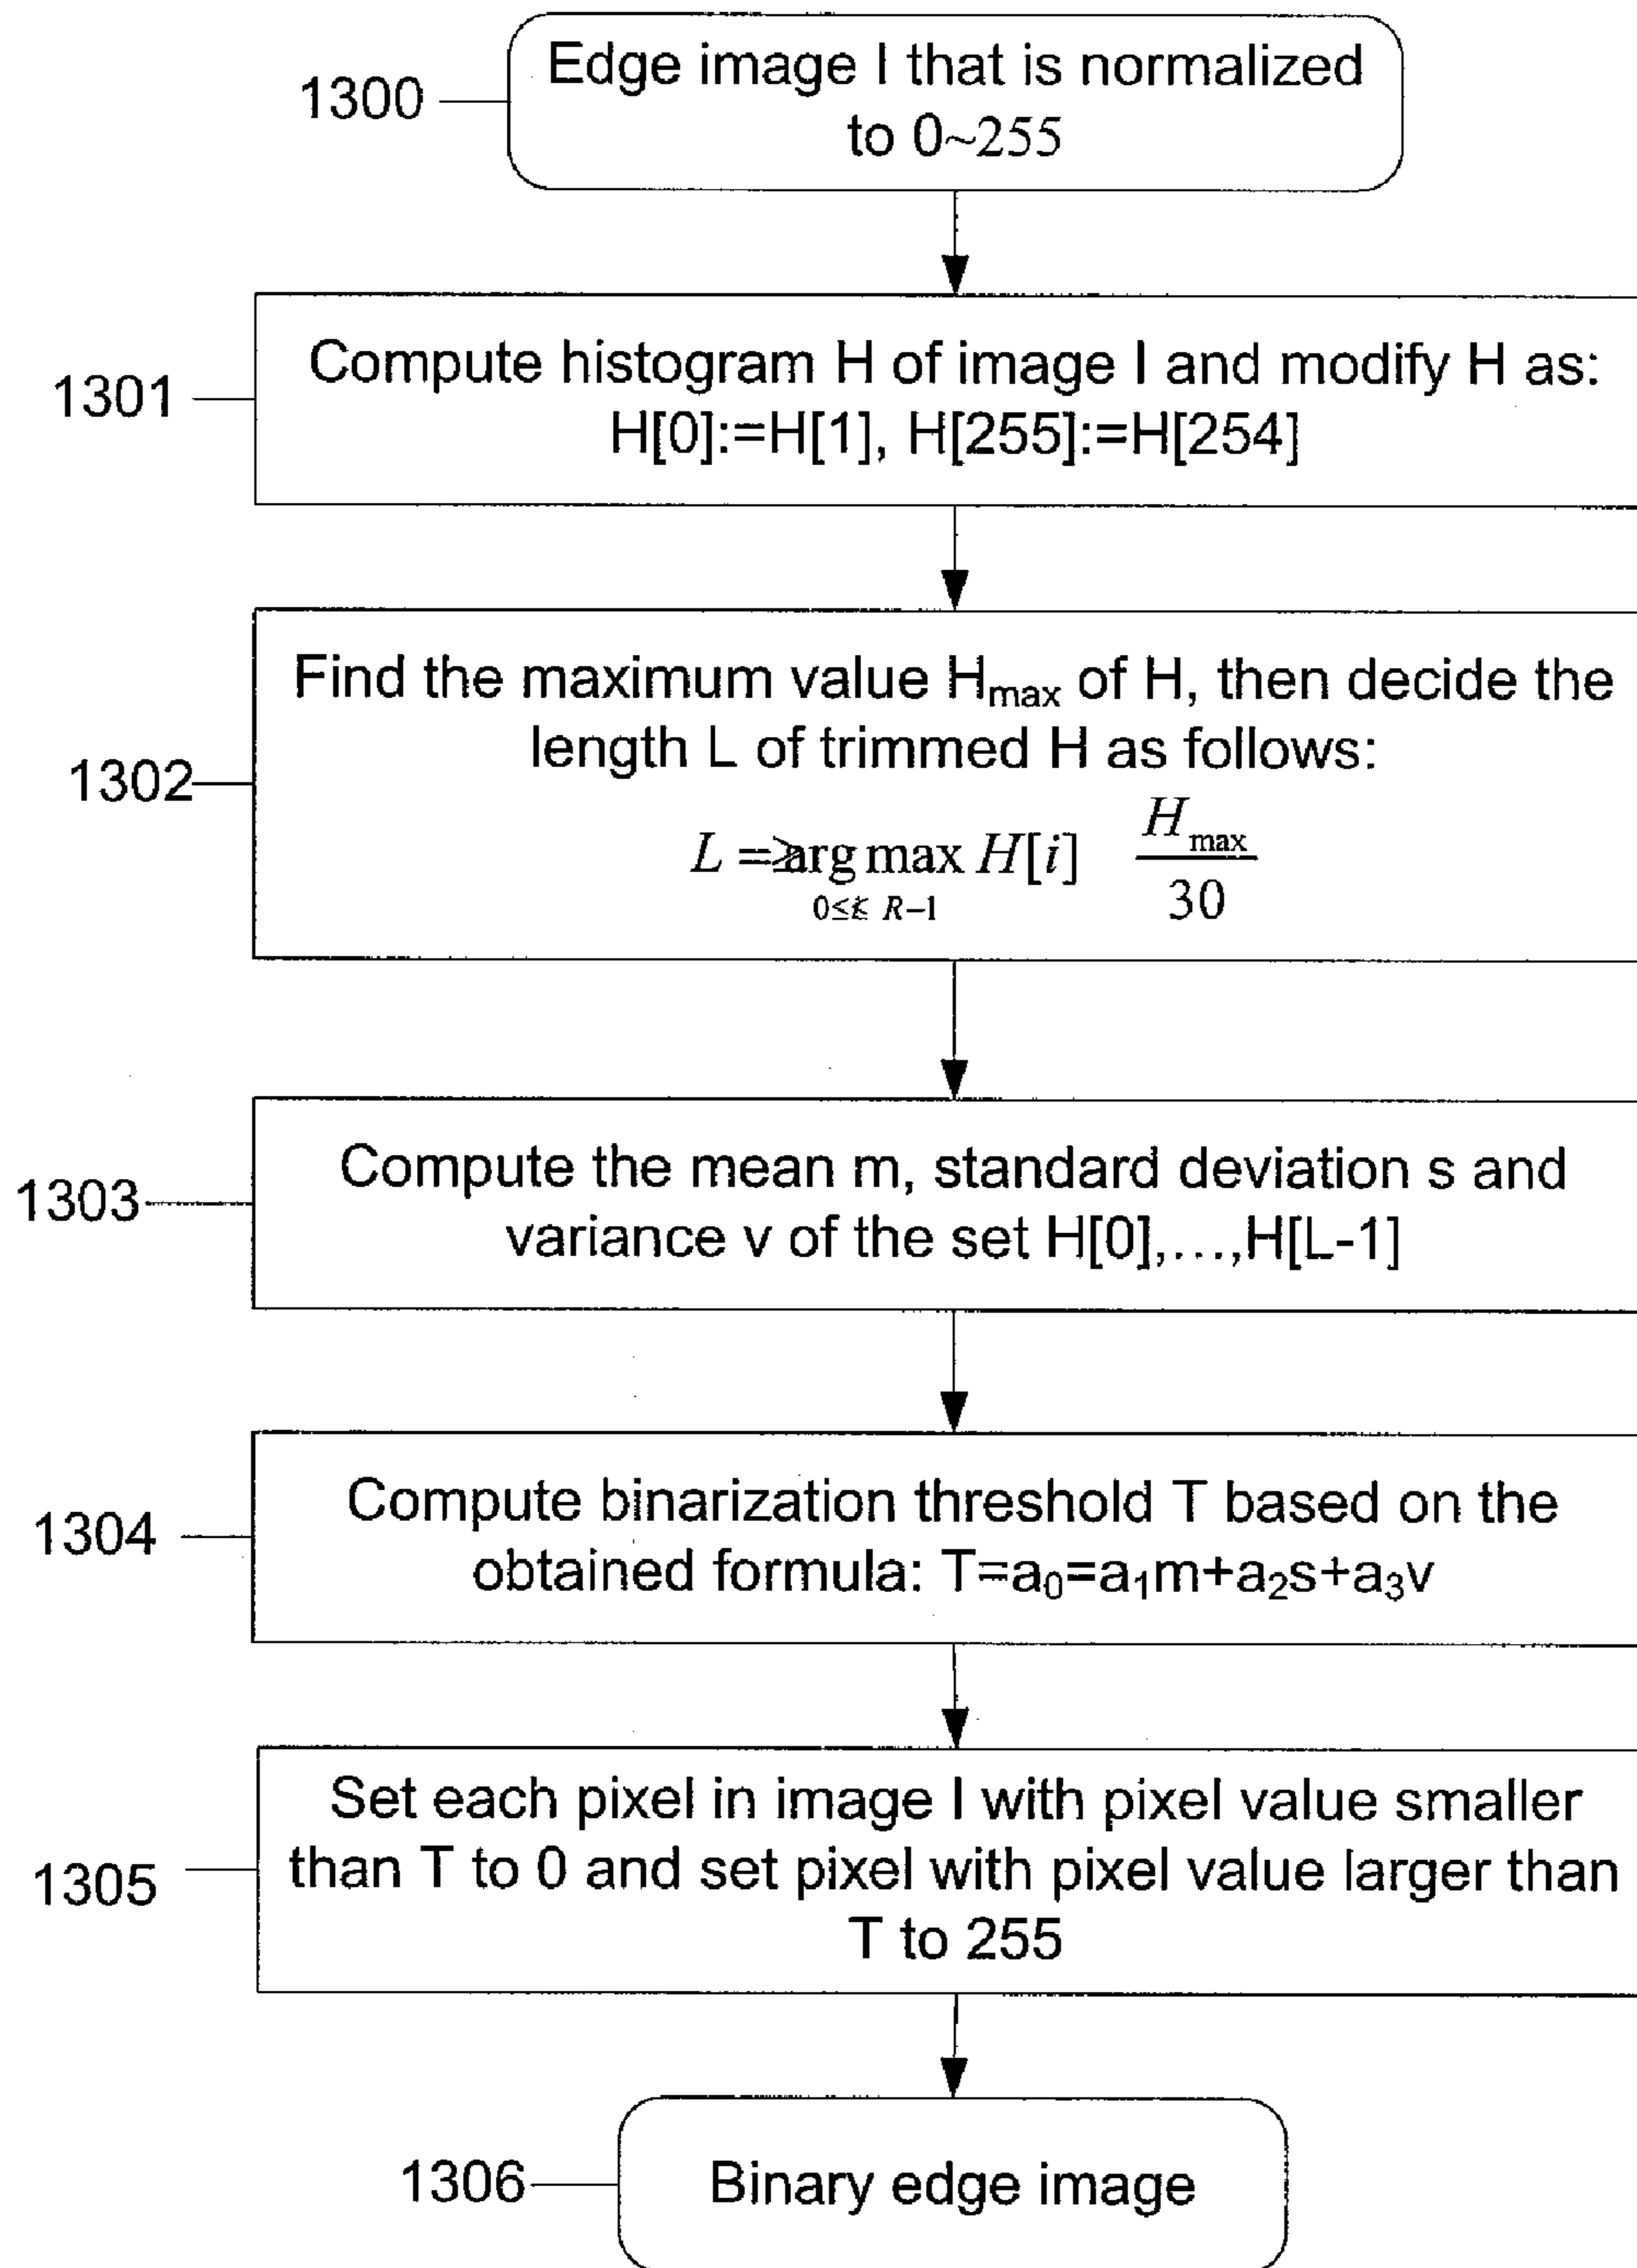 1300
Edge image I that is normalized
to 0~255
1301
Compute histogram H of image I and modify H as:
H[0]:=H[1], H[255]:=H[254]
1302
Find the maximum value Hmax of H, then decide the
length L of trimmed H as follows:
L =≥arg max H[i] Hmax/30
0≤i≤ R−1
1303
Compute the mean m, standard deviation s and
variance v of the set H[0],...,H[L-1]
1304
Compute binarization threshold T based on the
obtained formula: T=a₀=a₁m+a₂s+a₃v
1305
Set each pixel in image I with pixel value smaller
than T to 0 and set pixel with pixel value larger than
T to 255
1306
Binary edge image